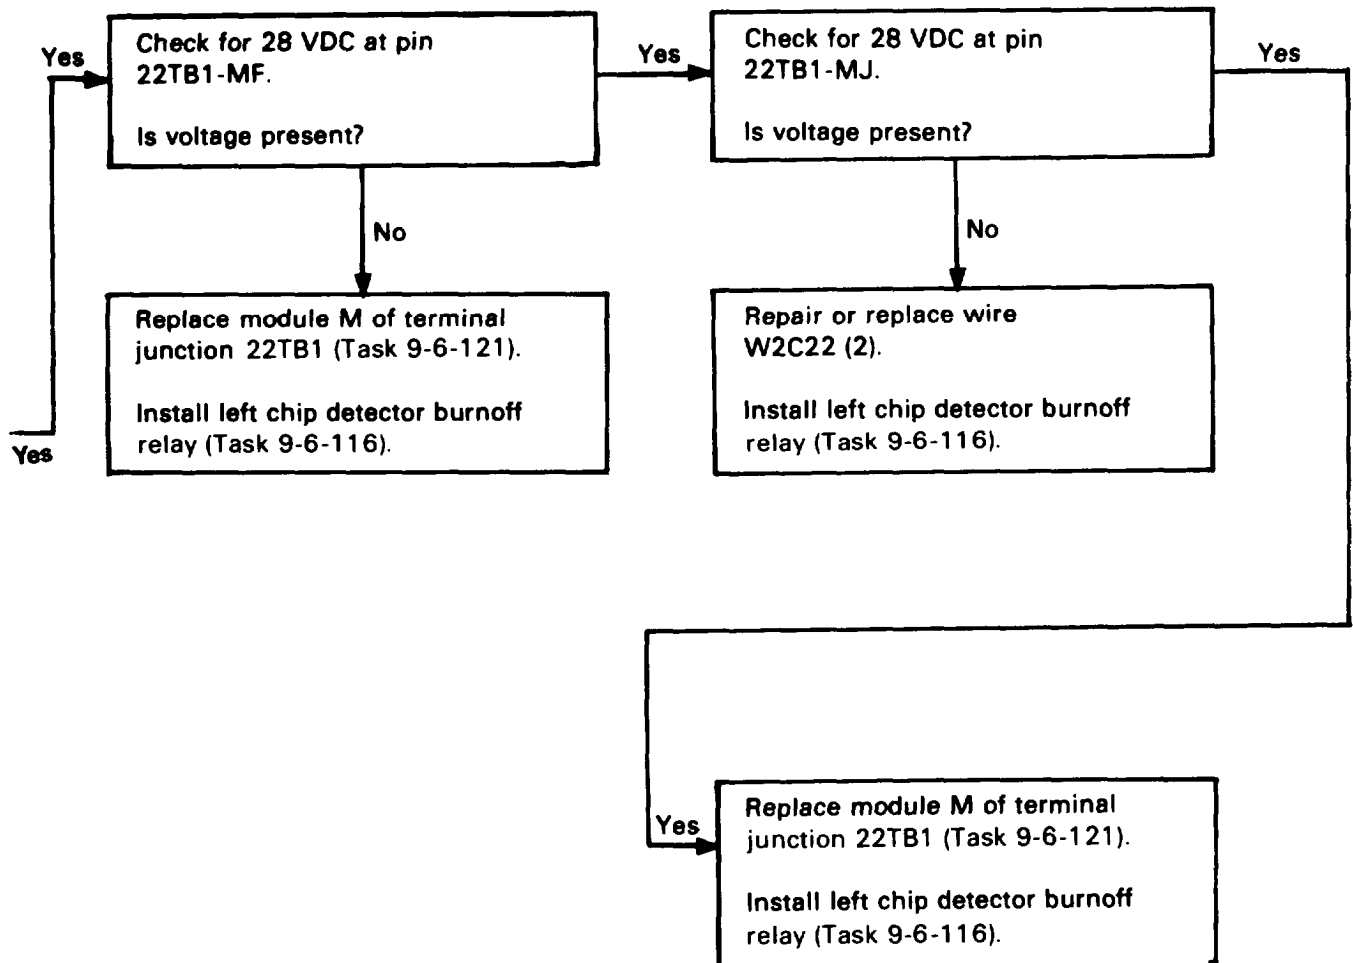 Yes
Yes
Check for 28 VDC at pin
22TB1-MF.
Is voltage present?
Yes
Check for 28 VDC at pin
22TB1-MJ.
Is voltage present?
Yes
No
No
Replace module M of terminal
junction 22TB1 (Task 9-6-121).
Install left chip detector burnoff
relay (Task 9-6-116).
Repair or replace wire
W2C22 (2).
Install left chip detector burnoff
relay (Task 9-6-116).
Yes
Replace module M of terminal
junction 22TB1 (Task 9-6-121).
Install left chip detector burnoff
relay (Task 9-6-116).